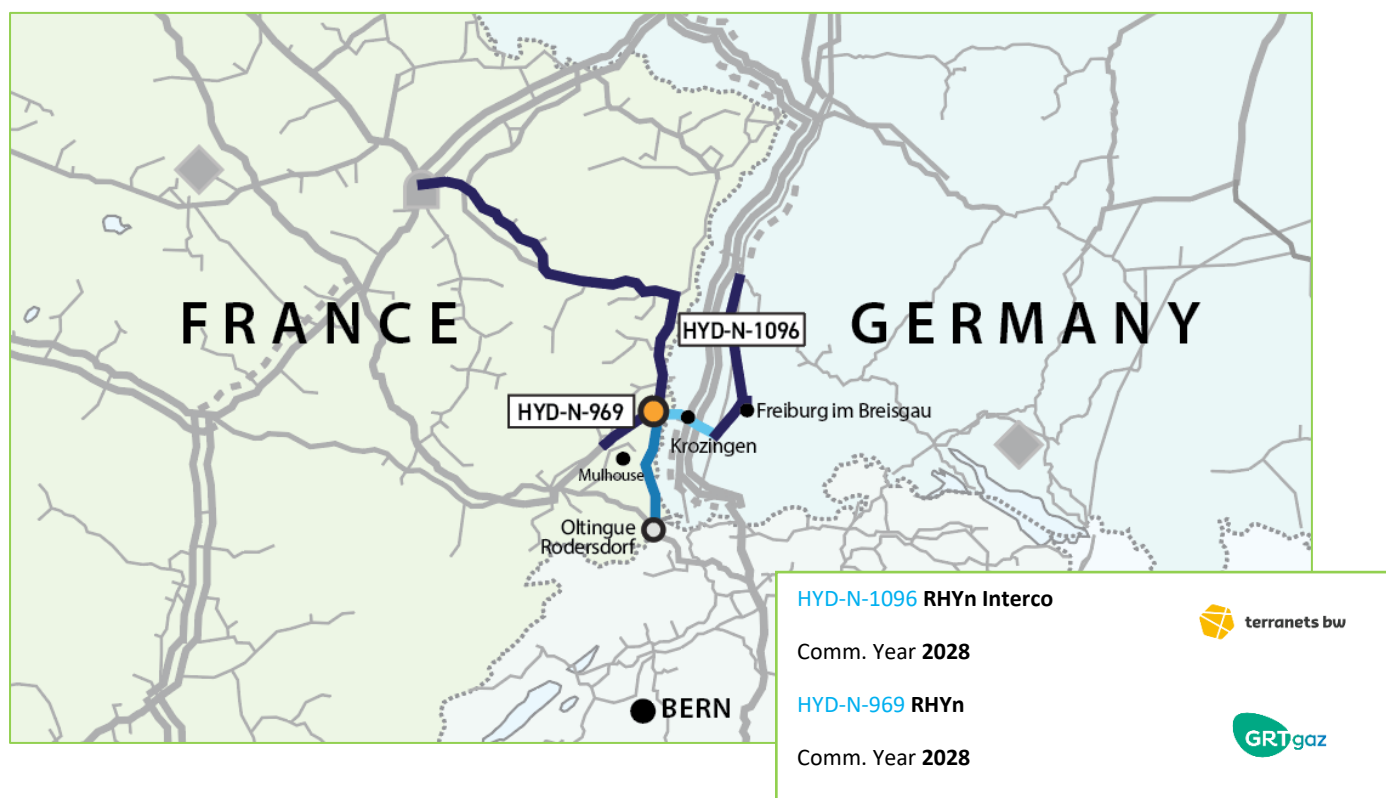 FRANCE
GERMANY
HYD-N-1096
HYD-N-969
Freiburg im Breisgau
Krozingen
Mulhouse
Oltingue
Rodersdorf
BERN
HYD-N-1096 RHYn Interco
terranets bw
Comm. Year 2028
HYD-N-969 RHYn
GRTgaz
Comm. Year 2028